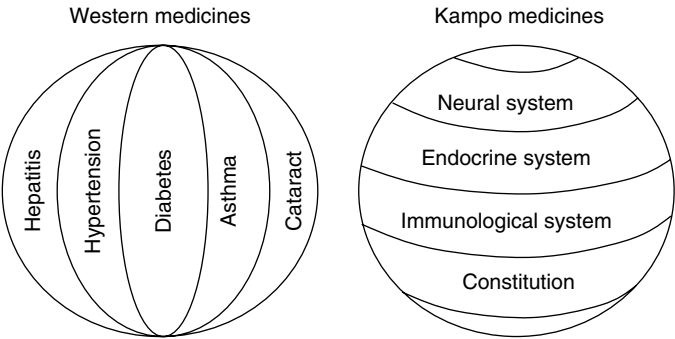 Western medicines
Hepatitis
Hypertension
Diabetes
Asthma
Cataract
Kampo medicines
Neural system
Endocrine system
Immunological system
Constitution